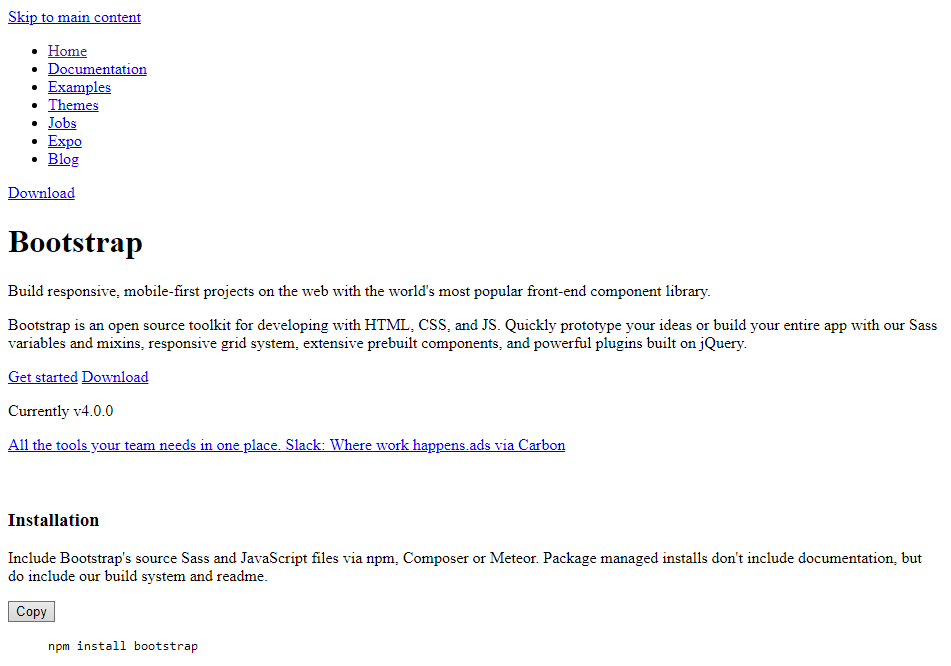 Skip to main content
Home
Documentation
Examples
Themes
Jobs
Expo
Blog
Download
Bootstrap
Build responsive, mobile-first projects on the web with the world's most popular front-end component library.
Bootstrap is an open source toolkit for developing with HTML, CSS, and JS. Quickly prototype your ideas or build your entire app with our Sass
variables and mixins, responsive grid system, extensive prebuilt components, and powerful plugins built on jQuery.
Get started Download
Currently v4.0.0
All the tools your team needs in one place. Slack: Where work happens.ads via Carbon
Installation
Include Bootstrap's source Sass and JavaScript files via npm, Composer or Meteor. Package managed installs don't include documentation, but
do include our build system and readme.
Copy
npm install bootstrap